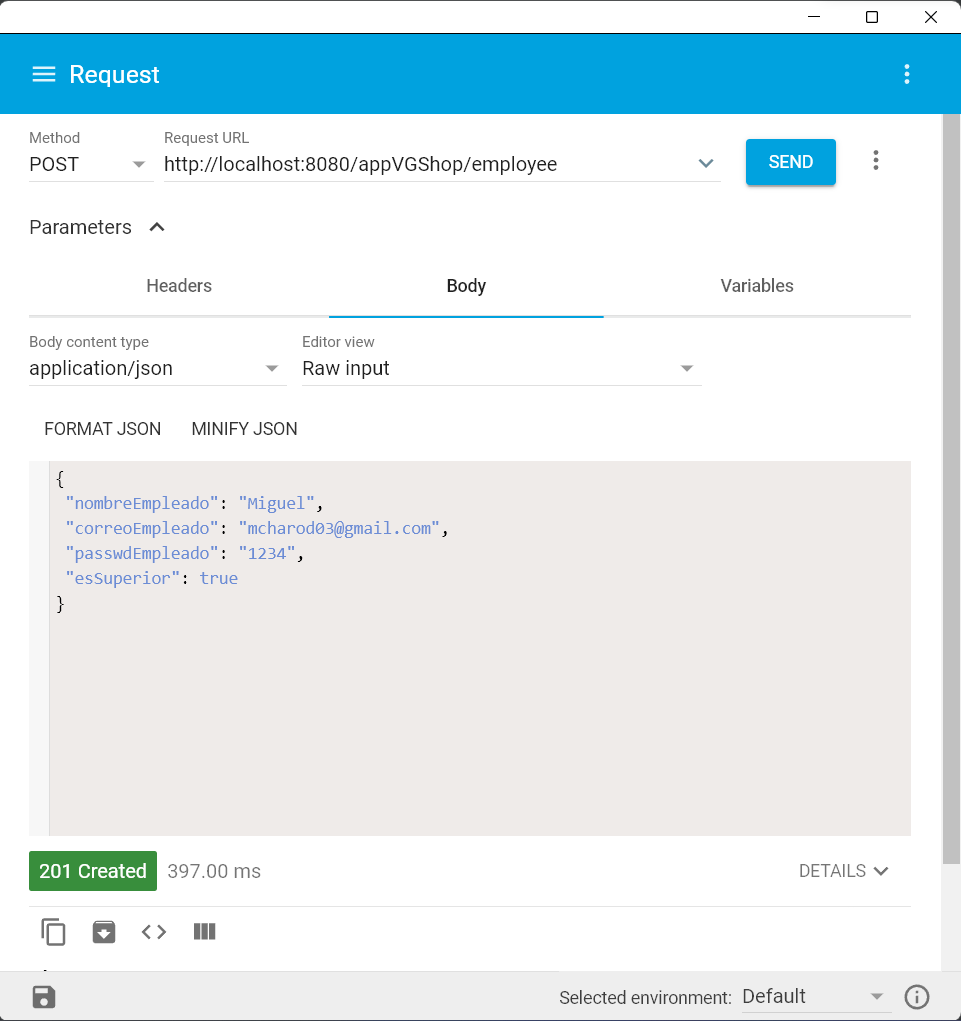 Request
Method
Request URL
POST
http://localhost:8080/appVGShop/employee
SEND
Parameters
Headers
Body
Variables
Body content type
Editor view
application/json
Raw input
FORMAT JSON
MINIFY JSON
{
"nombreEmpleado": "Miguel",
"correoEmpleado": "mcharod03@gmail.com",
"passwdEmpleado": "1234",
"esSuperior": true
}
201 Created
397.00 ms
DETAILS
Selected environment:
Default